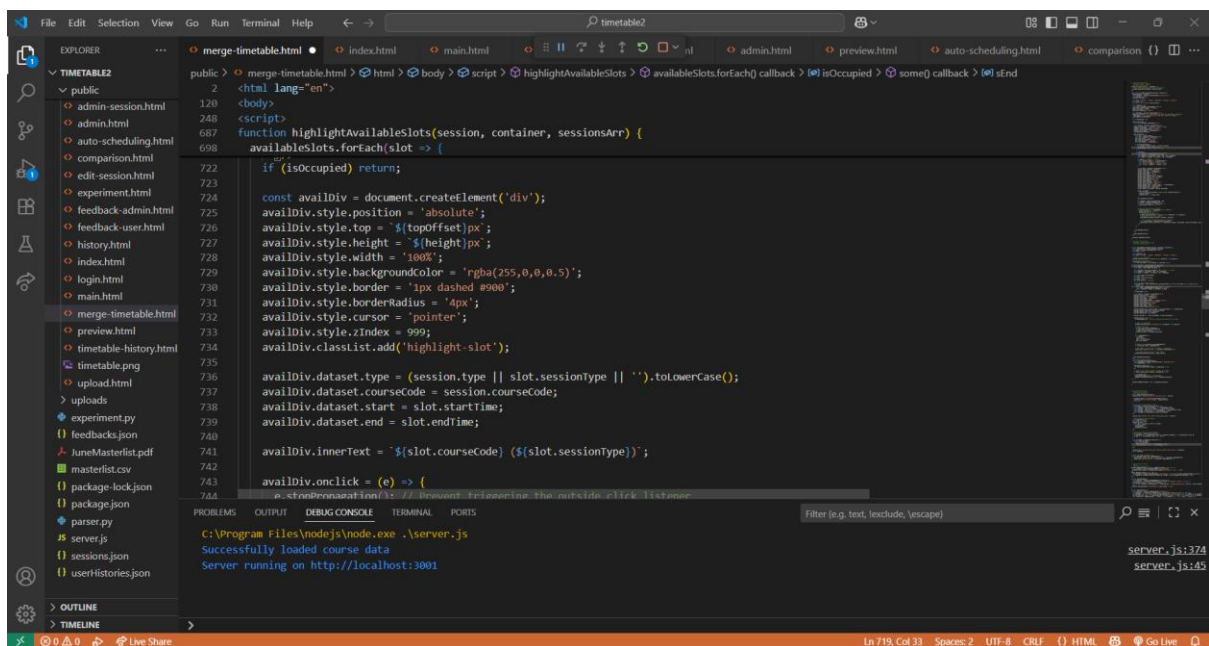 File Edit Selection View Go Run Terminal Help
timetable2
EXPLORER
merge-timetable.html
index.html
main.html
admin.html
preview.html
auto-scheduling.html
comparison
TIMETABLE2
public > merge-timetable.html > html > body > script > highlightAvailableSlots > availableSlots.forEach() callback > isOccupied > some() callback > sEnd
public
admin-session.html
admin.html
auto-scheduling.html
comparison.html
edit-session.html
experiment.html
feedback-admin.html
feedback-user.html
history.html
index.html
login.html
main.html
merge-timetable.html
preview.html
timetable-history.html
timetable.png
upload.html
uploads
experiment.py
feedbacks.json
JuneMasterlist.pdf
masterlist.csv
package-lock.json
package.json
parser.py
server.js
sessions.json
userHistories.json
OUTLINE
TIMELINE
2 <html lang="en">
120 <body>
248 <script>
687 function highlightAvailableSlots(session, container, sessionsArr) {
698 availableSlots.forEach(slot => {
722 if (isOccupied) return;
723
724 const availDiv = document.createElement('div');
725 availDiv.style.position = 'absolute';
726 availDiv.style.top = `${topOffset}px`;
727 availDiv.style.height = `${height}px`;
728 availDiv.style.width = '100%';
729 availDiv.style.backgroundColor = 'rgba(255,0,0,0.5)';
730 availDiv.style.border = '1px dashed #900';
731 availDiv.style.borderRadius = '4px';
732 availDiv.style.cursor = 'pointer';
733 availDiv.style.zIndex = 999;
734 availDiv.classList.add('highlight-slot');
735
736 availDiv.dataset.type = (session.type || slot.sessionType || '').toLowerCase();
737 availDiv.dataset.courseCode = session.courseCode;
738 availDiv.dataset.start = slot.startTime;
739 availDiv.dataset.end = slot.endTime;
740
741 availDiv.innerText = `${slot.courseCode} (${slot.sessionType})`;
742
743 availDiv.onclick = (e) => {
744 e.stopPropagation(); // Prevent triggering the outside click listener
PROBLEMS OUTPUT DEBUG CONSOLE TERMINAL PORTS
Filter (e.g. text, !exclude, \escape)
C:\Program Files\nodejs\node.exe .\server.js
Successfully loaded course data server.js:374
Server running on http://localhost:3001 server.js:45
0 0 0 Live Share
Ln 719, Col 33 Spaces: 2 UTF-8 CRLF {} HTML Go Live